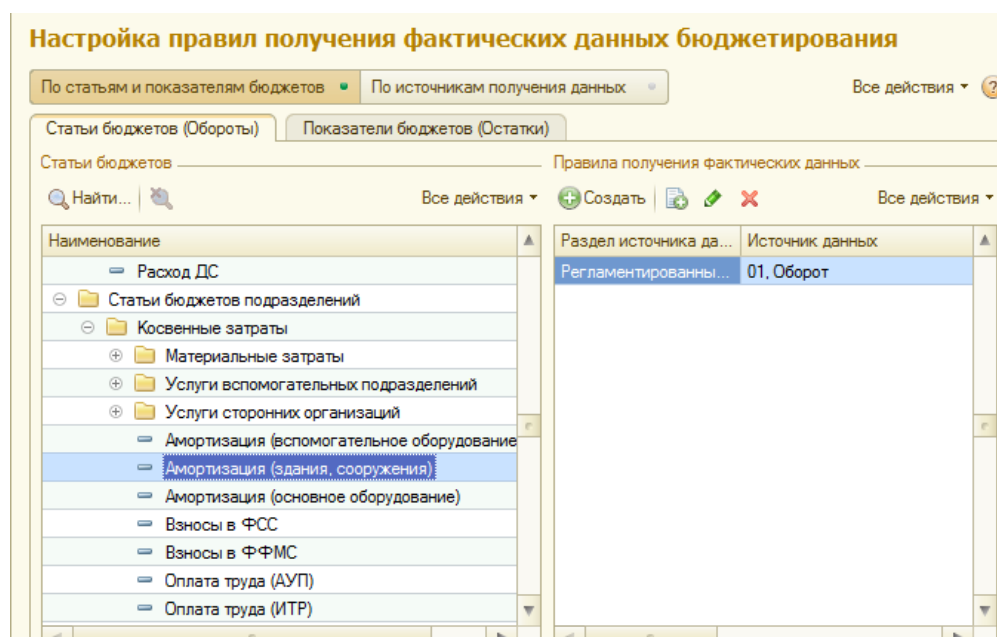 Настройка правил получения фактических данных бюджетирования
По статьям и показателям бюджетов По источникам получения данных Все действия ?
Статьи бюджетов (Обороты) Показатели бюджетов (Остатки)
Статьи бюджетов Правила получения фактических данных
Найти... Все действия Создать Все действия
Наименование Раздел источника да... Источник данных
Расход ДС Регламентированны... 01, Оборот
Статьи бюджетов подразделений
Косвенные затраты
Материальные затраты
Услуги вспомогательных подразделений
Услуги сторонних организаций
Амортизация (вспомогательное оборудование
Амортизация (здания, сооружения)
Амортизация (основное оборудование)
Взносы в ФСС
Взносы в ФФМС
Оплата труда (АУП)
Оплата труда (ИТР)